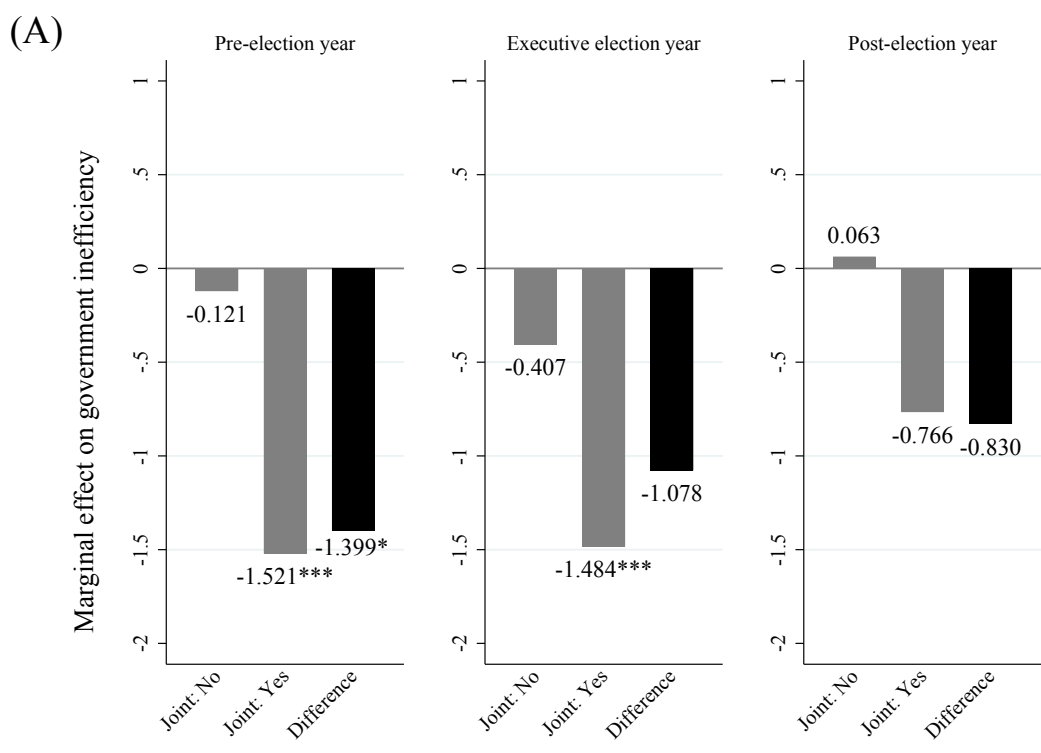 (A)
Marginal effect on government inefficiency
Pre-election year
1
.5
0
-.5
-1
-1.5
-2
-0.121
-1.521***
-1.399*
Joint: No
Joint: Yes
Difference
Executive election year
1
.5
0
-.5
-1
-1.5
-2
-0.407
-1.484***
-1.078
Joint: No
Joint: Yes
Difference
Post-election year
1
.5
0
-.5
-1
-1.5
-2
0.063
-0.766
-0.830
Joint: No
Joint: Yes
Difference